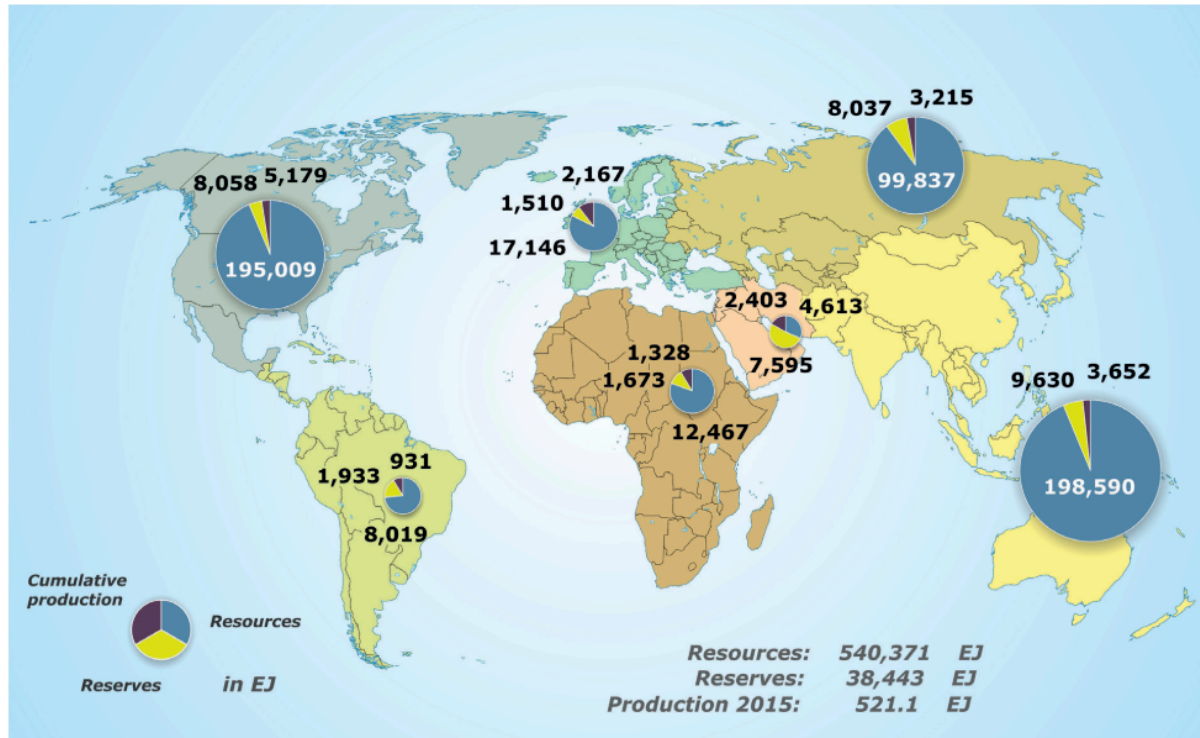 8,037 3,215
99,837
8,058 5,179
195,009
2,167
1,510
17,146
2,403 4,613
7,595
1,328
1,673
12,467
9,630 3,652
198,590
1,933 931
8,019
Cumulative
production
Resources
Reserves
in EJ
Resources: 540,371 EJ
Reserves: 38,443 EJ
Production 2015: 521.1 EJ